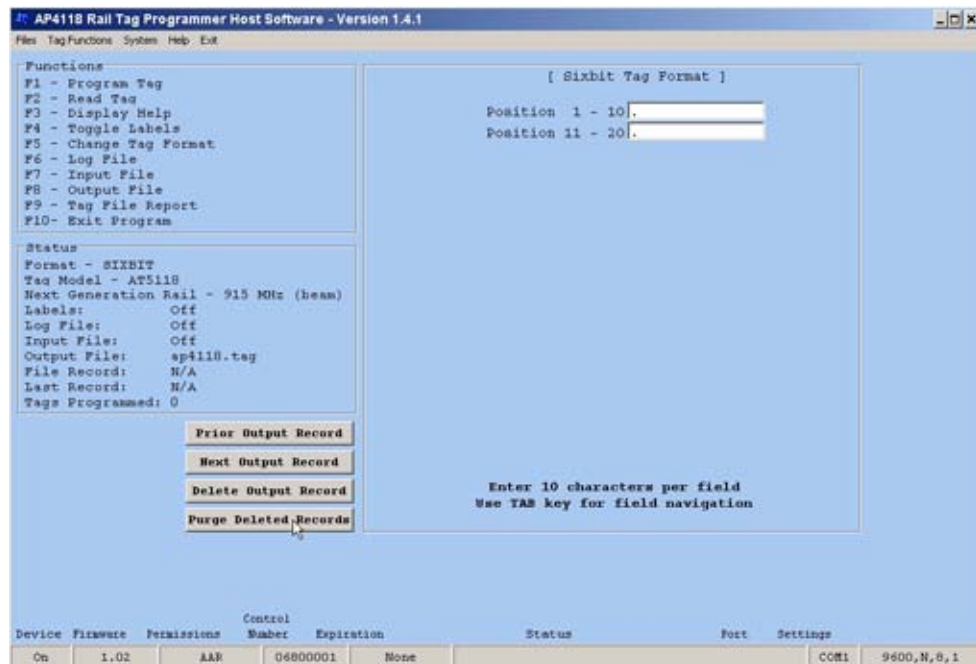 AP4118 Rail Tag Programmer Host Software - Version 1.4.1
Files Tag Functions System Help Exit
Functions
F1 - Program Tag
F2 - Read Tag
F3 - Display Help
F4 - Toggle Labels
F5 - Change Tag Format
F6 - Log File
F7 - Input File
F8 - Output File
F9 - Tag File Report
F10- Exit Program
Status
Format - SIXBIT
Tag Model - AT5118
Next Generation Rail - 915 MHz (beam)
Labels: Off
Log File: Off
Input File: Off
Output File: ap4118.tag
File Record: N/A
Last Record: N/A
Tags Programmed: 0
Prior Output Record
Next Output Record
Delete Output Record
Purge Deleted Records
[ Sixbit Tag Format ]
Position 1 - 10 .
Position 11 - 20 .
Enter 10 characters per field
Use TAB key for field navigation
Device Firmware Permissions Control Number Expiration Status Port Settings
On 1.02 AAR 06800001 None COM1 9600,N,8,1